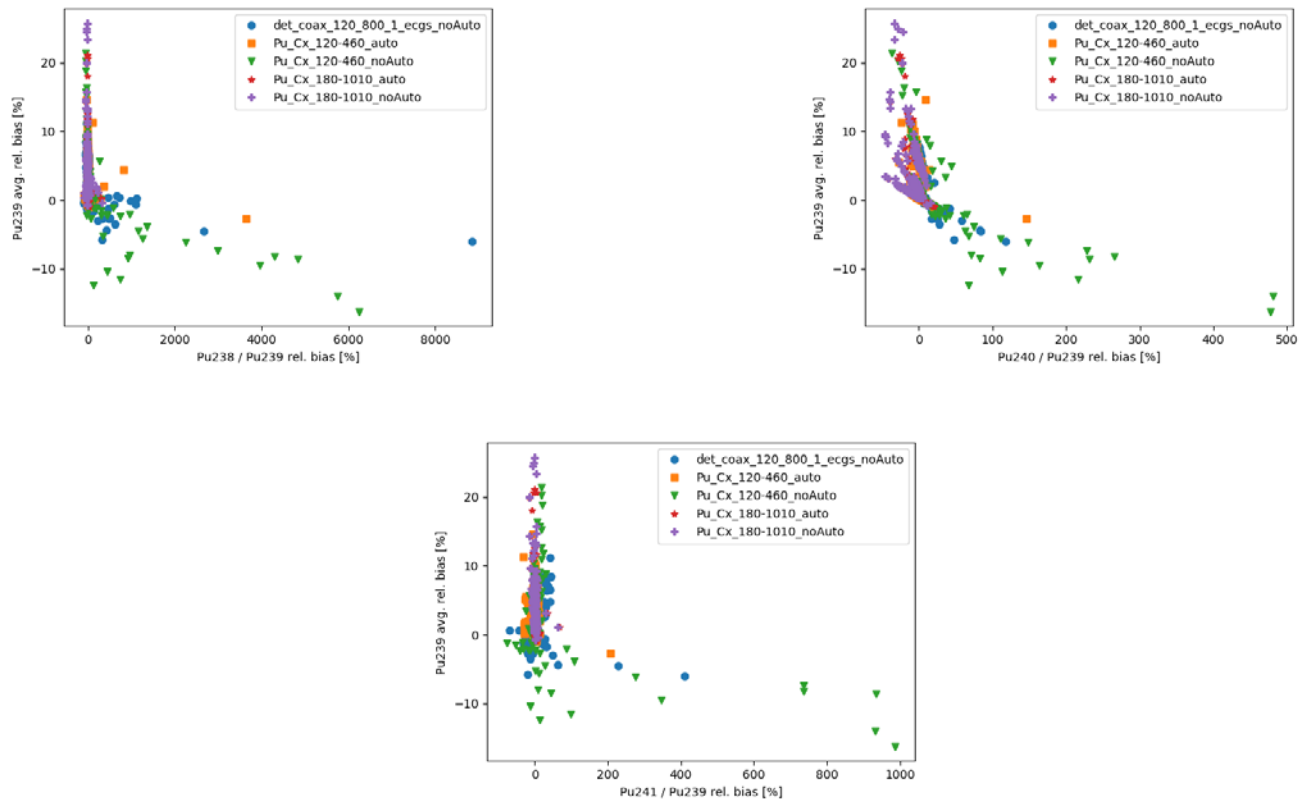 det_coax_120_800_1_ecgs_noAuto
Pu_Cx_120-460_auto
Pu_Cx_120-460_noAuto
Pu_Cx_180-1010_auto
Pu_Cx_180-1010_noAuto
Pu239 avg. rel. bias [%]
20
10
0
−10
0 2000 4000 6000 8000
Pu238 / Pu239 rel. bias [%]
det_coax_120_800_1_ecgs_noAuto
Pu_Cx_120-460_auto
Pu_Cx_120-460_noAuto
Pu_Cx_180-1010_auto
Pu_Cx_180-1010_noAuto
Pu239 avg. rel. bias [%]
20
10
0
−10
0 100 200 300 400 500
Pu240 / Pu239 rel. bias [%]
det_coax_120_800_1_ecgs_noAuto
Pu_Cx_120-460_auto
Pu_Cx_120-460_noAuto
Pu_Cx_180-1010_auto
Pu_Cx_180-1010_noAuto
Pu239 avg. rel. bias [%]
20
10
0
−10
0 200 400 600 800 1000
Pu241 / Pu239 rel. bias [%]